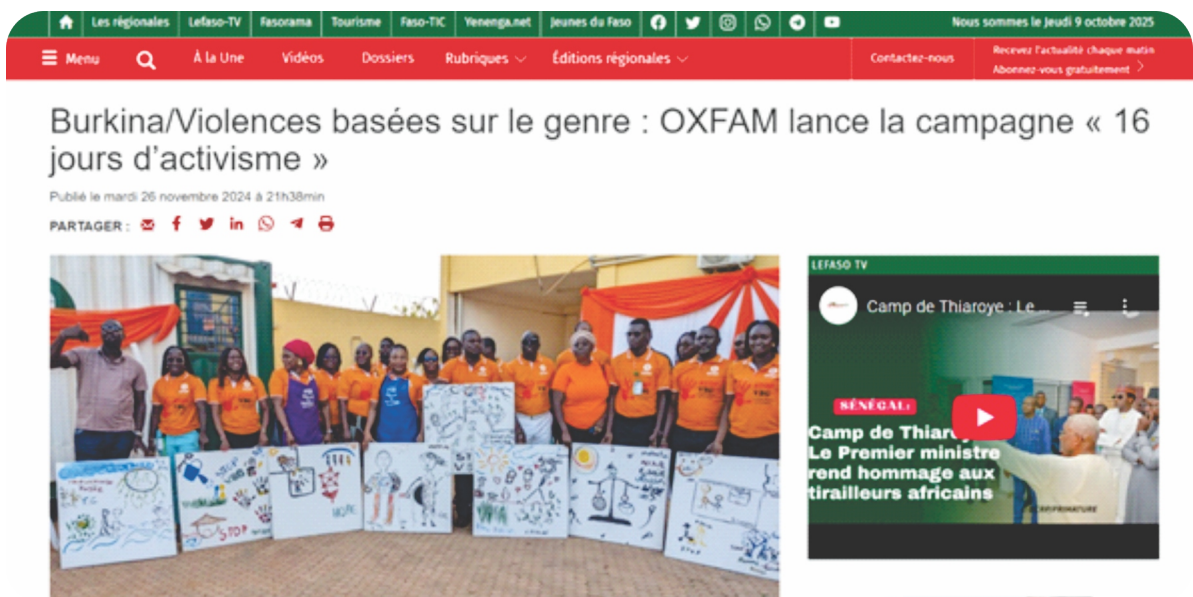 Les régionales
Lefaso-TV
Fasorama
Tourisme
Faso-TIC
Yenenga.net
Jeunes du Faso
Nous sommes le Jeudi 9 octobre 2025
Menu
À la Une
Vidéos
Dossiers
Rubriques
Éditions régionales
Contactez-nous
Recevez l'actualité chaque matin
Abonnez-vous gratuitement
Burkina/Violences basées sur le genre : OXFAM lance la campagne « 16
jours d'activisme »
Publié le mardi 26 novembre 2024 à 21h38min
PARTAGER :
LEFASO TV
Camp de Thiaroye : Le ...
SÉNÉGAL:
Camp de Thiaroye
Le Premier ministre
rend hommage aux
tirailleurs africains
STOP
HOPE
STOP